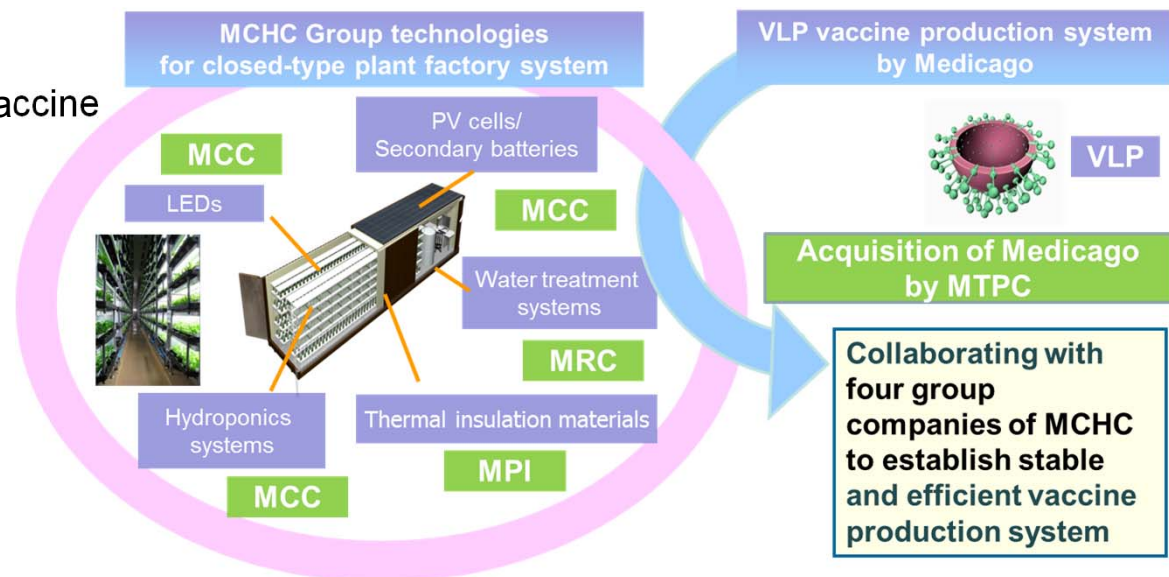 accine
MCHC Group technologies
for closed-type plant factory system
MCC
LEDs
PV cells/
Secondary batteries
MCC
Water treatment
systems
MRC
Hydroponics
systems
MCC
Thermal insulation materials
MPI
VLP vaccine production system
by Medicago
VLP
Acquisition of Medicago
by MTPC
Collaborating with
four group
companies of MCHC
to establish stable
and efficient vaccine
production system